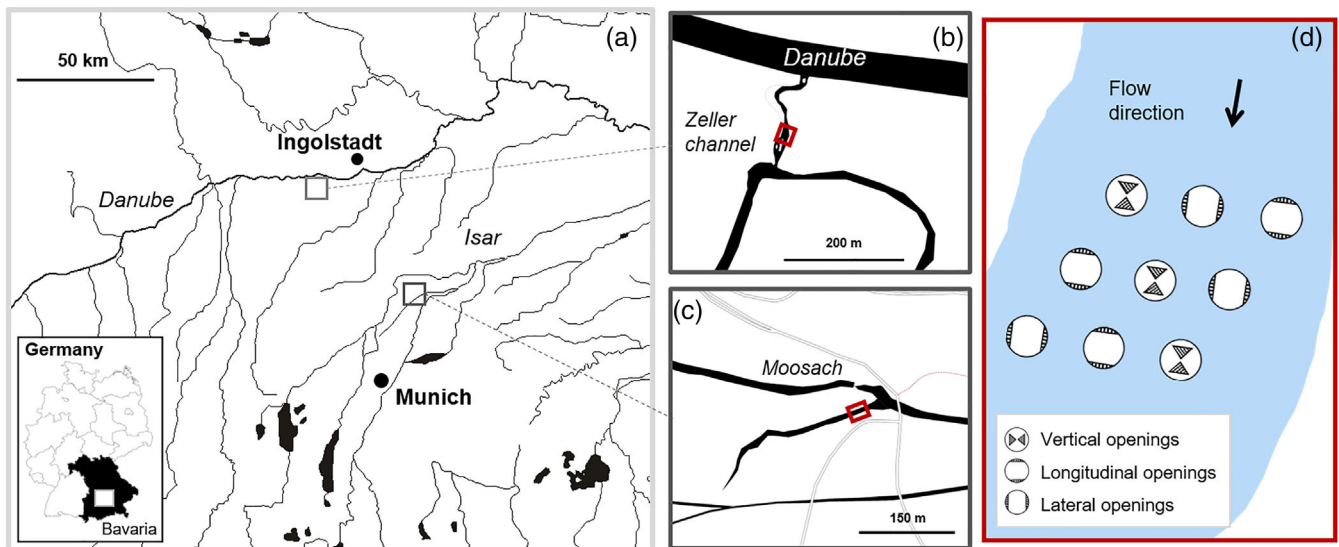 (a)
50 km
Ingolstadt
Danube
Isar
Munich
Germany
Bavaria
(b)
Danube
Zeller
channel
200 m
(c)
Moosach
150 m
(d)
Flow
direction
Vertical openings
Longitudinal openings
Lateral openings